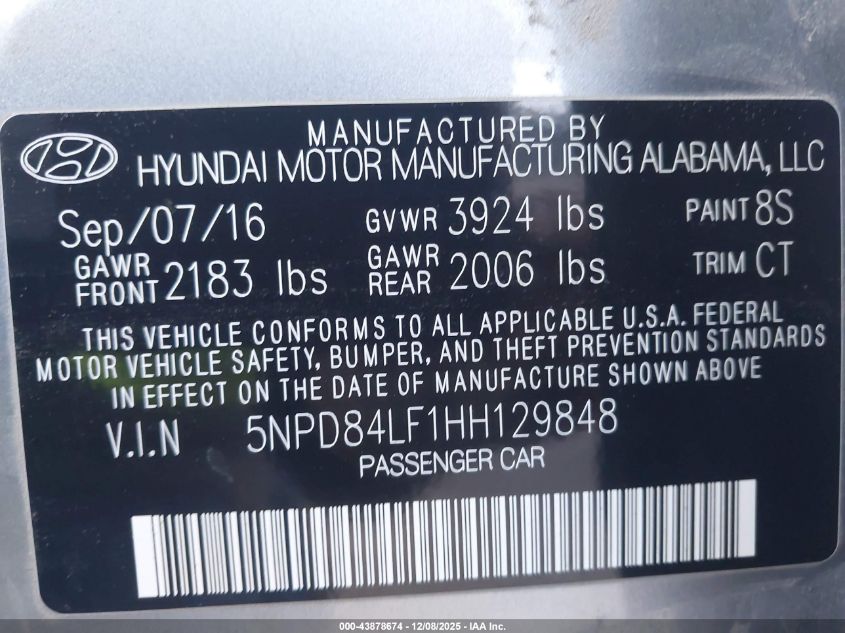 MANUFACTURED BY
HYUNDAI MOTOR MANUFACTURING ALABAMA, LLC
Sep/07/16 GVWR 3924 lbs PAINT 8S
GAWR FRONT 2183 lbs GAWR REAR 2006 lbs TRIM CT
THIS VEHICLE CONFORMS TO ALL APPLICABLE U.S.A. FEDERAL
MOTOR VEHICLE SAFETY, BUMPER, AND THEFT PREVENTION STANDARDS
IN EFFECT ON THE DATE OF MANUFACTURE SHOWN ABOVE
V.I.N 5NPD84LF1HH129848
PASSENGER CAR
000-43878674 - 12/08/2025 - IAA Inc.